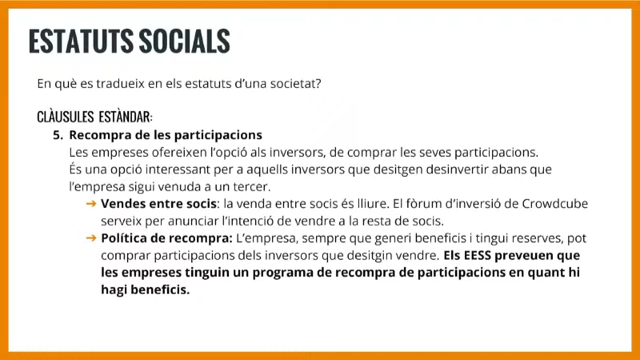 ESTATUTS SOCIALS
En què es tradueix en els estatuts d'una societat?
CLÀUSULES ESTÀNDAR:
5. Recompra de les participacions
Les empreses ofereixen l'opció als inversors, de comprar les seves participacions.
És una opció interessant per a aquells inversors que desitgen desinvertir abans que
l'empresa sigui venuda a un tercer.
➔ Vendes entre socis: la venda entre socis és lliure. El fòrum d'inversió de Crowdcube
serveix per anunciar l'intenció de vendre a la resta de socis.
➔ Política de recompra: L'empresa, sempre que generi beneficis i tingui reserves, pot
comprar participacions dels inversors que desitgin vendre. Els EESS preveuen que
les empreses tinguin un programa de recompra de participacions en quant hi
hagi beneficis.